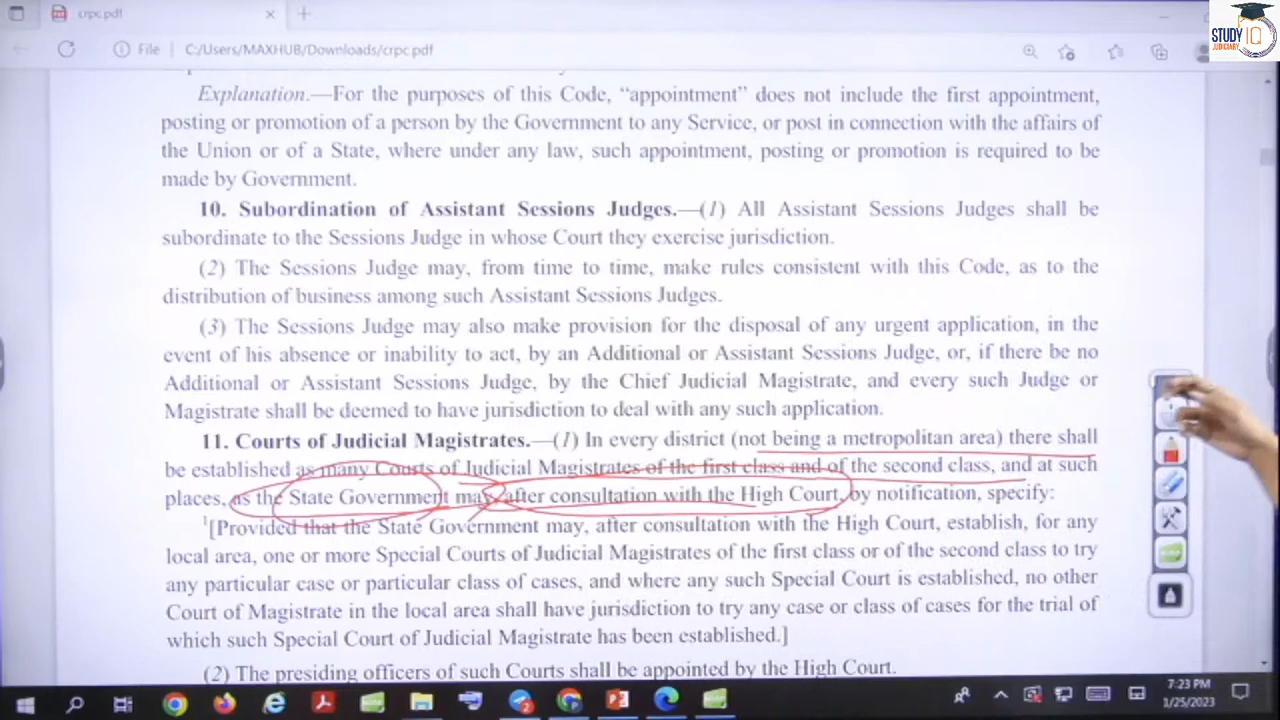 crpc.pdf
STUDY IQ
JUDICIARY
File | C:/Users/MAXHUB/Downloads/crpc.pdf
Explanation.—For the purposes of this Code, “appointment” does not include the first appointment,
posting or promotion of a person by the Government to any Service, or post in connection with the affairs of
the Union or of a State, where under any law, such appointment, posting or promotion is required to be
made by Government.
10. Subordination of Assistant Sessions Judges.—(1) All Assistant Sessions Judges shall be
subordinate to the Sessions Judge in whose Court they exercise jurisdiction.
(2) The Sessions Judge may, from time to time, make rules consistent with this Code, as to the
distribution of business among such Assistant Sessions Judges.
(3) The Sessions Judge may also make provision for the disposal of any urgent application, in the
event of his absence or inability to act, by an Additional or Assistant Sessions Judge, or, if there be no
Additional or Assistant Sessions Judge, by the Chief Judicial Magistrate, and every such Judge or
Magistrate shall be deemed to have jurisdiction to deal with any such application.
11. Courts of Judicial Magistrates.—(1) In every district (not being a metropolitan area) there shall
be established as many Courts of Judicial Magistrates of the first class and of the second class, and at such
places, as the State Government may, after consultation with the High Court, by notification, specify:
1[Provided that the State Government may, after consultation with the High Court, establish, for any
local area, one or more Special Courts of Judicial Magistrates of the first class or of the second class to try
any particular case or particular class of cases, and where any such Special Court is established, no other
Court of Magistrate in the local area shall have jurisdiction to try any case or class of cases for the trial of
which such Special Court of Judicial Magistrate has been established.]
(2) The presiding officers of such Courts shall be appointed by the High Court.
7:23 PM
1/25/2023